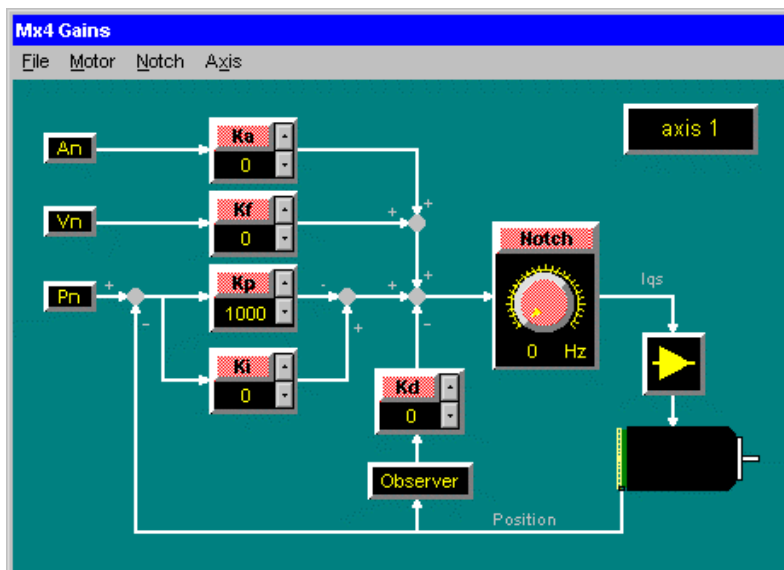 Mx4 Gains
File Motor Notch Axis
axis 1
An
Ka
0
Vn
Kf
0
Notch
0 Hz
Iqs
Pn
Kp
1000
Ki
0
Kd
0
Observer
Position
+
+
+
+
-
-
+
+
+
-